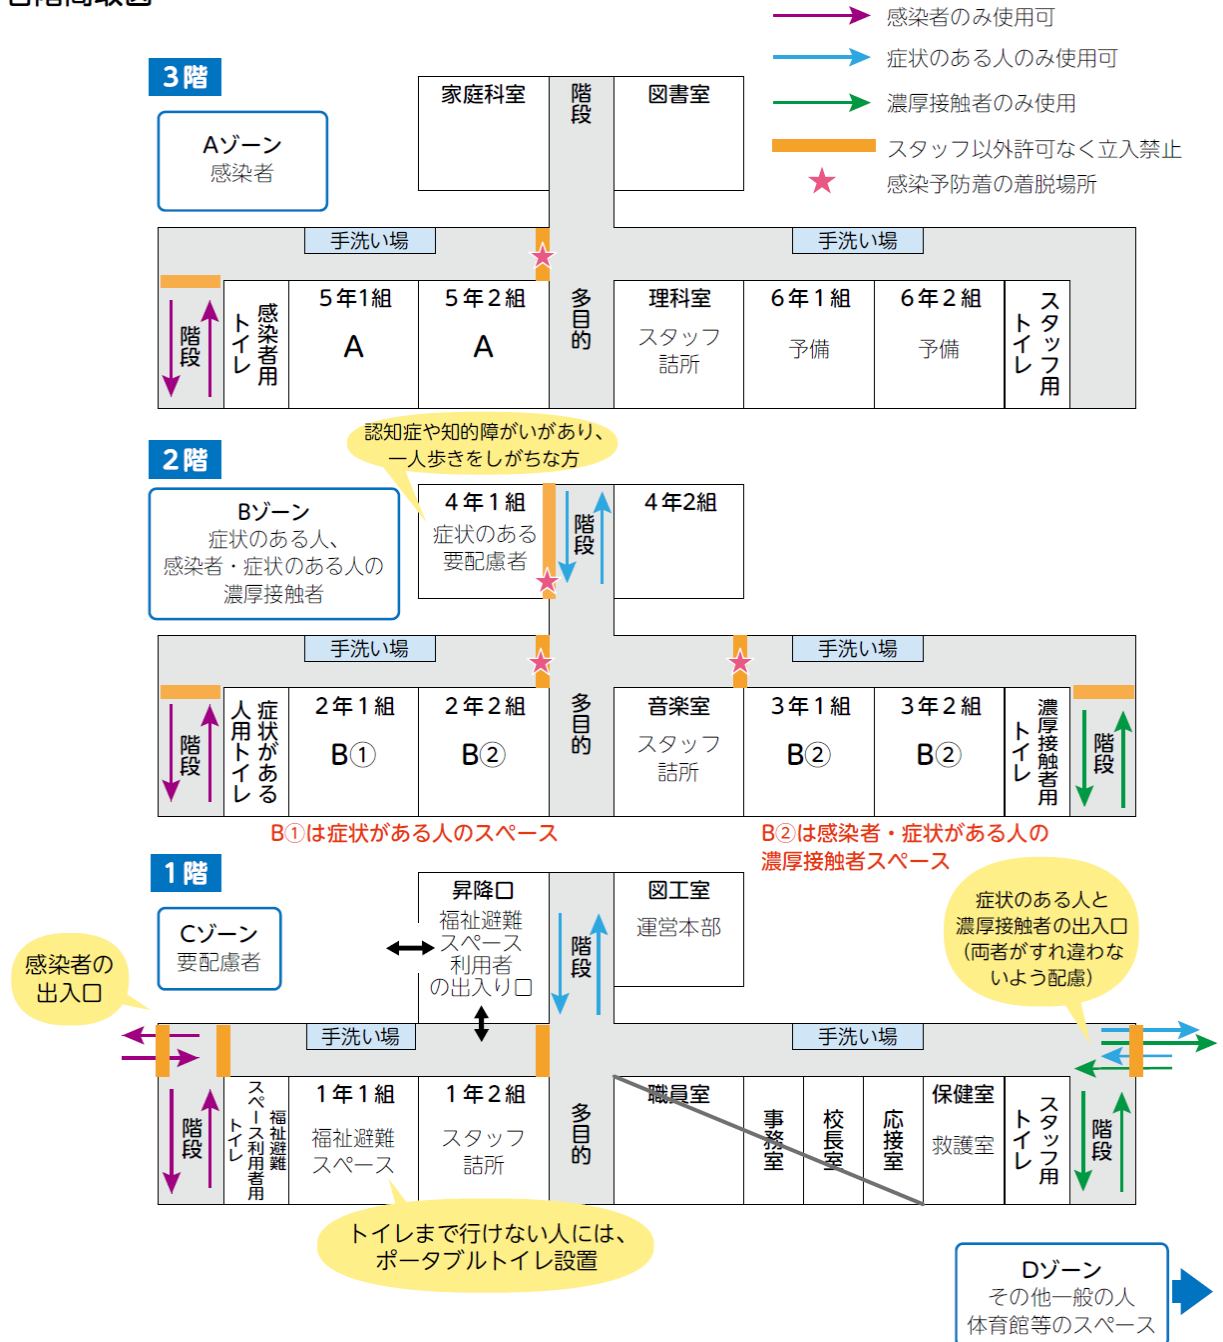 各階間取図
感染者のみ使用可
症状のある人のみ使用可
濃厚接触者のみ使用
スタッフ以外許可なく立入禁止
感染予防着の着脱場所
3階
Aゾーン
感染者
家庭科室
階段
図書室
手洗い場
手洗い場
階段
感染者用
トイレ
5年1組
A
5年2組
A
多目的
理科室
スタッフ
詰所
6年1組
予備
6年2組
予備
スタッフ用
トイレ
認知症や知的障がいがあり、
一人歩きをしがちな方
2階
Bゾーン
症状のある人、
感染者・症状のある人の
濃厚接触者
4年1組
症状のある
要配慮者
階段
4年2組
手洗い場
手洗い場
階段
症状がある
人用トイレ
2年1組
B①
2年2組
B②
多目的
音楽室
スタッフ
詰所
3年1組
B②
3年2組
B②
濃厚接触者用
トイレ
階段
B①は症状がある人のスペース
B②は感染者・症状がある人の
濃厚接触者スペース
1階
Cゾーン
要配慮者
感染者の
出入口
昇降口
福祉避難
スペース
利用者
の出入り口
階段
図工室
運営本部
症状のある人と
濃厚接触者の出入口
(両者がすれ違わな
いよう配慮)
手洗い場
手洗い場
階段
福祉避難
スペース利用者用
トイレ
1年1組
福祉避難
スペース
1年2組
スタッフ
詰所
多目的
職員室
事務室
校長室
応接室
保健室
救護室
スタッフ用
トイレ
階段
トイレまで行けない人には、
ポータブルトイレ設置
Dゾーン
その他一般の人
体育館等のスペース